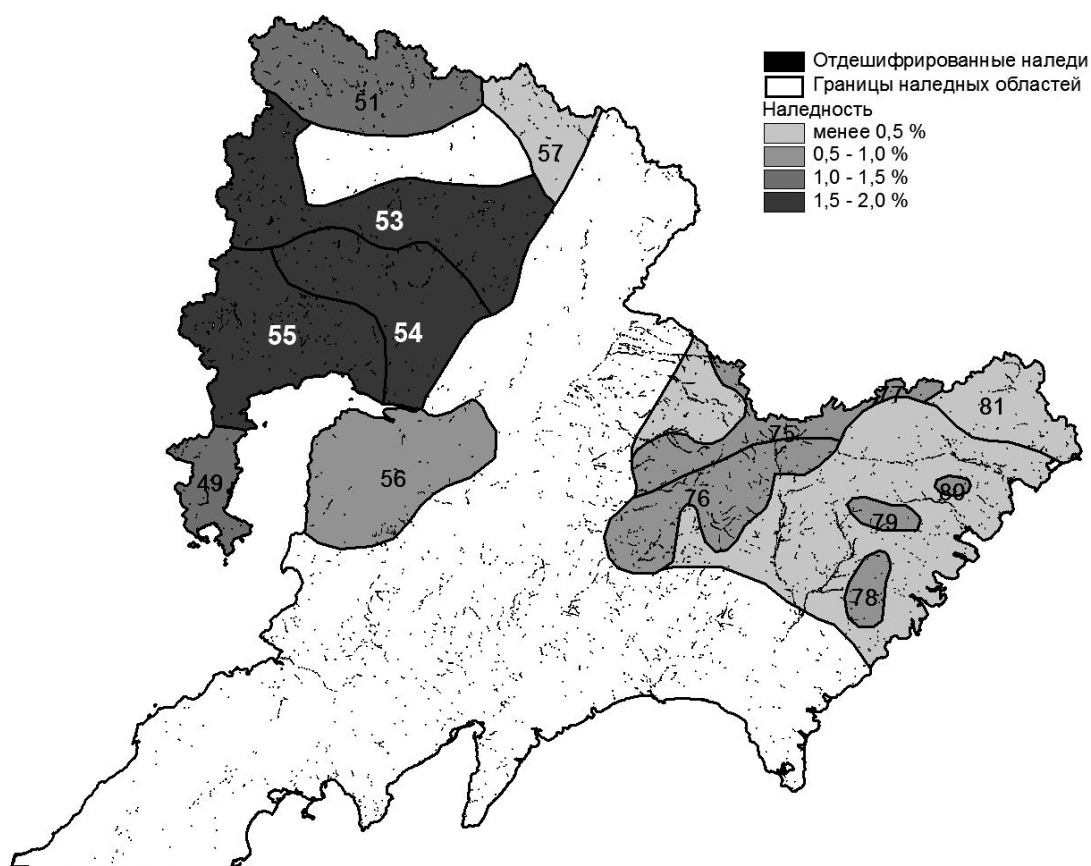 Отдешифрированные наледи
Границы наледных областей
Наледность
менее 0,5 %
0,5 - 1,0 %
1,0 - 1,5 %
1,5 - 2,0 %
51
57
53
55
54
49
56
77
81
75
76
80
79
78